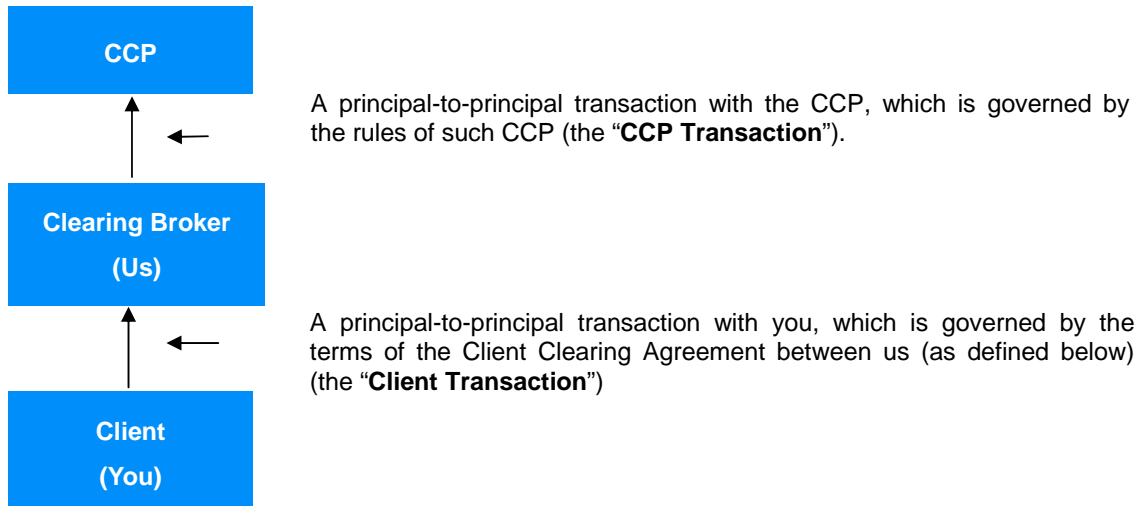 CCP
A principal-to-principal transaction with the CCP, which is governed by
the rules of such CCP (the “CCP Transaction”).
Clearing Broker
(Us)
A principal-to-principal transaction with you, which is governed by the
terms of the Client Clearing Agreement between us (as defined below)
(the “Client Transaction”)
Client
(You)